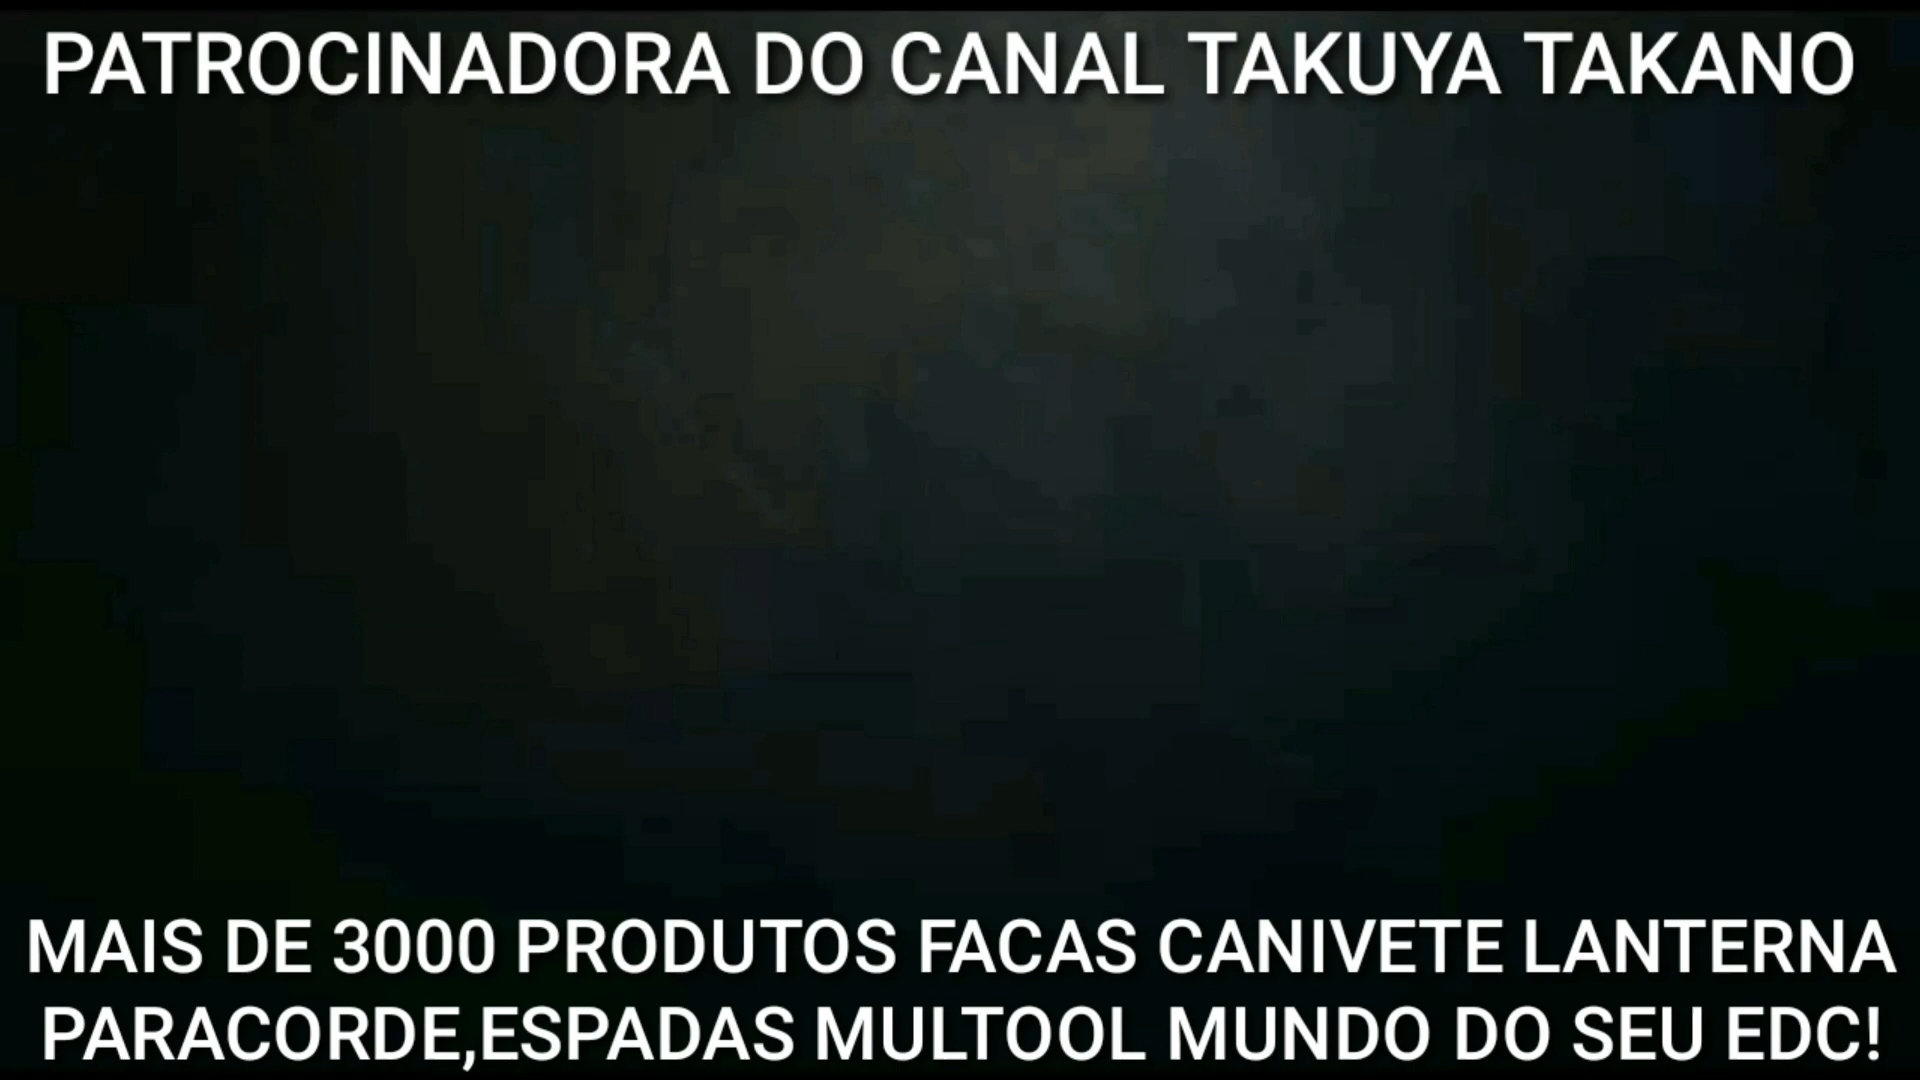 PATROCINADORA DO CANAL TAKUYA TAKANO
MAIS DE 3000 PRODUTOS FACAS CANIVETE LANTERNA
PARACORDE,ESPADAS MULTOOL MUNDO DO SEU EDC!